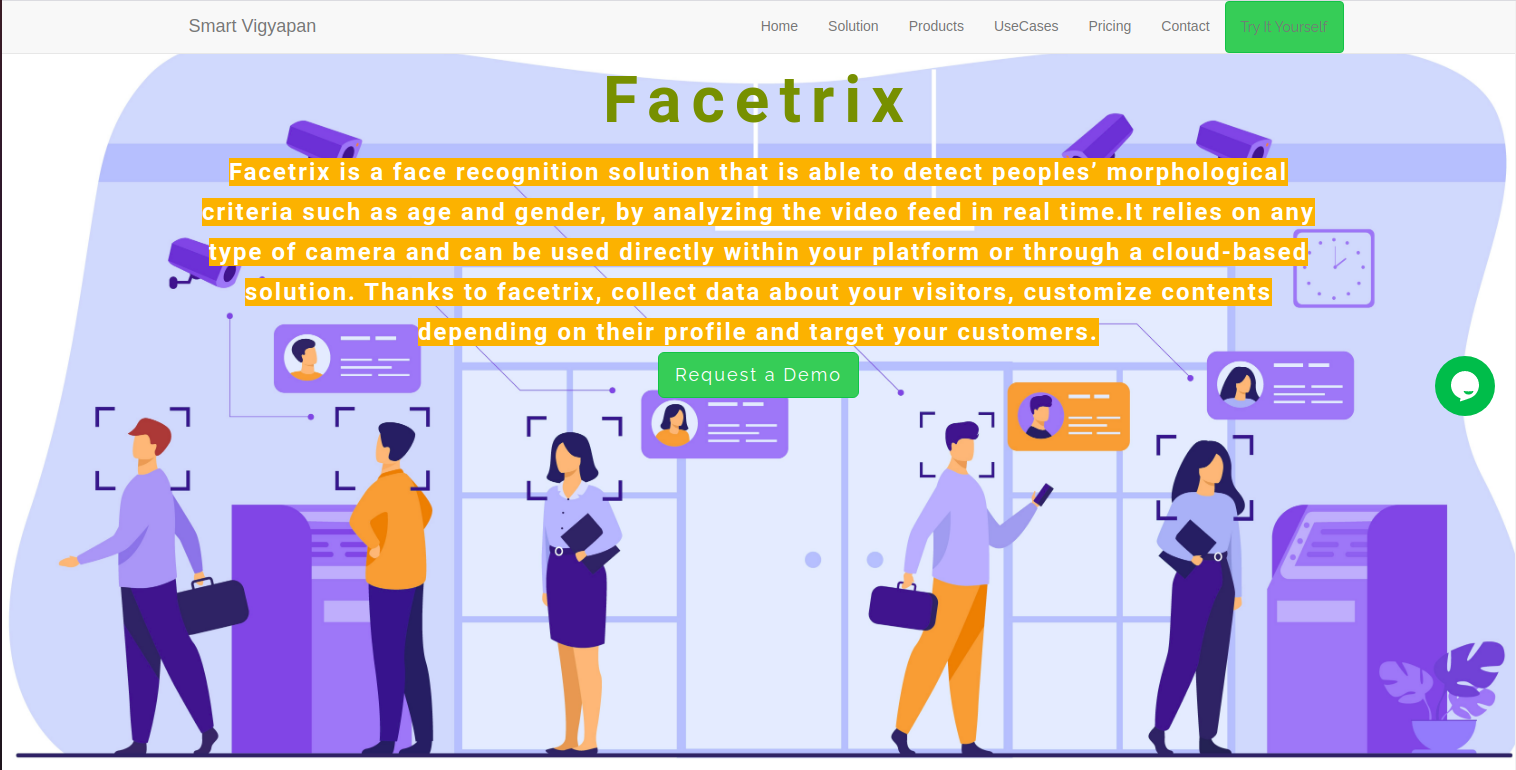 Smart Vigyapan
Home Solution Products UseCases Pricing Contact Try It Yourself
Facetrix
Facetrix is a face recognition solution that is able to detect peoples’ morphological
criteria such as age and gender, by analyzing the video feed in real time.It relies on any
type of camera and can be used directly within your platform or through a cloud-based
solution. Thanks to facetrix, collect data about your visitors, customize contents
depending on their profile and target your customers.
Request a Demo